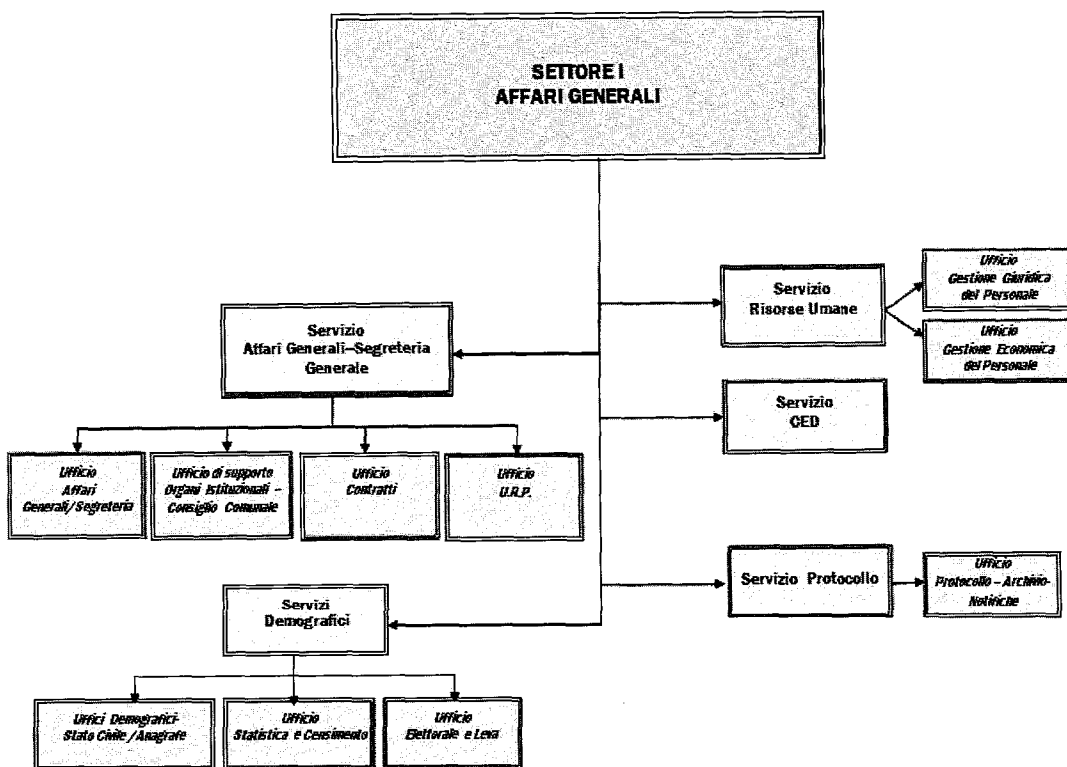 SETTORE I
AFFARI GENERALI
Servizio
Risorse Umane
Ufficio
Gestione Giuridica
del Personale
Ufficio
Gestione Economica
del Personale
Servizio
Affari Generali–Segreteria
Generale
Servizio
CED
Ufficio
Affari
Generali/Segreteria
Ufficio di supporto
Organi Istituzionali –
Consiglio Comunale
Ufficio
Contratti
Ufficio
U.R.P.
Servizio Protocollo
Ufficio
Protocollo – Archivio-
Notifiche
Servizi
Demografici
Uffici Demografici-
Stato Civile /Anagrafe
Ufficio
Statistica e Censimento
Ufficio
Elettorale e Leva